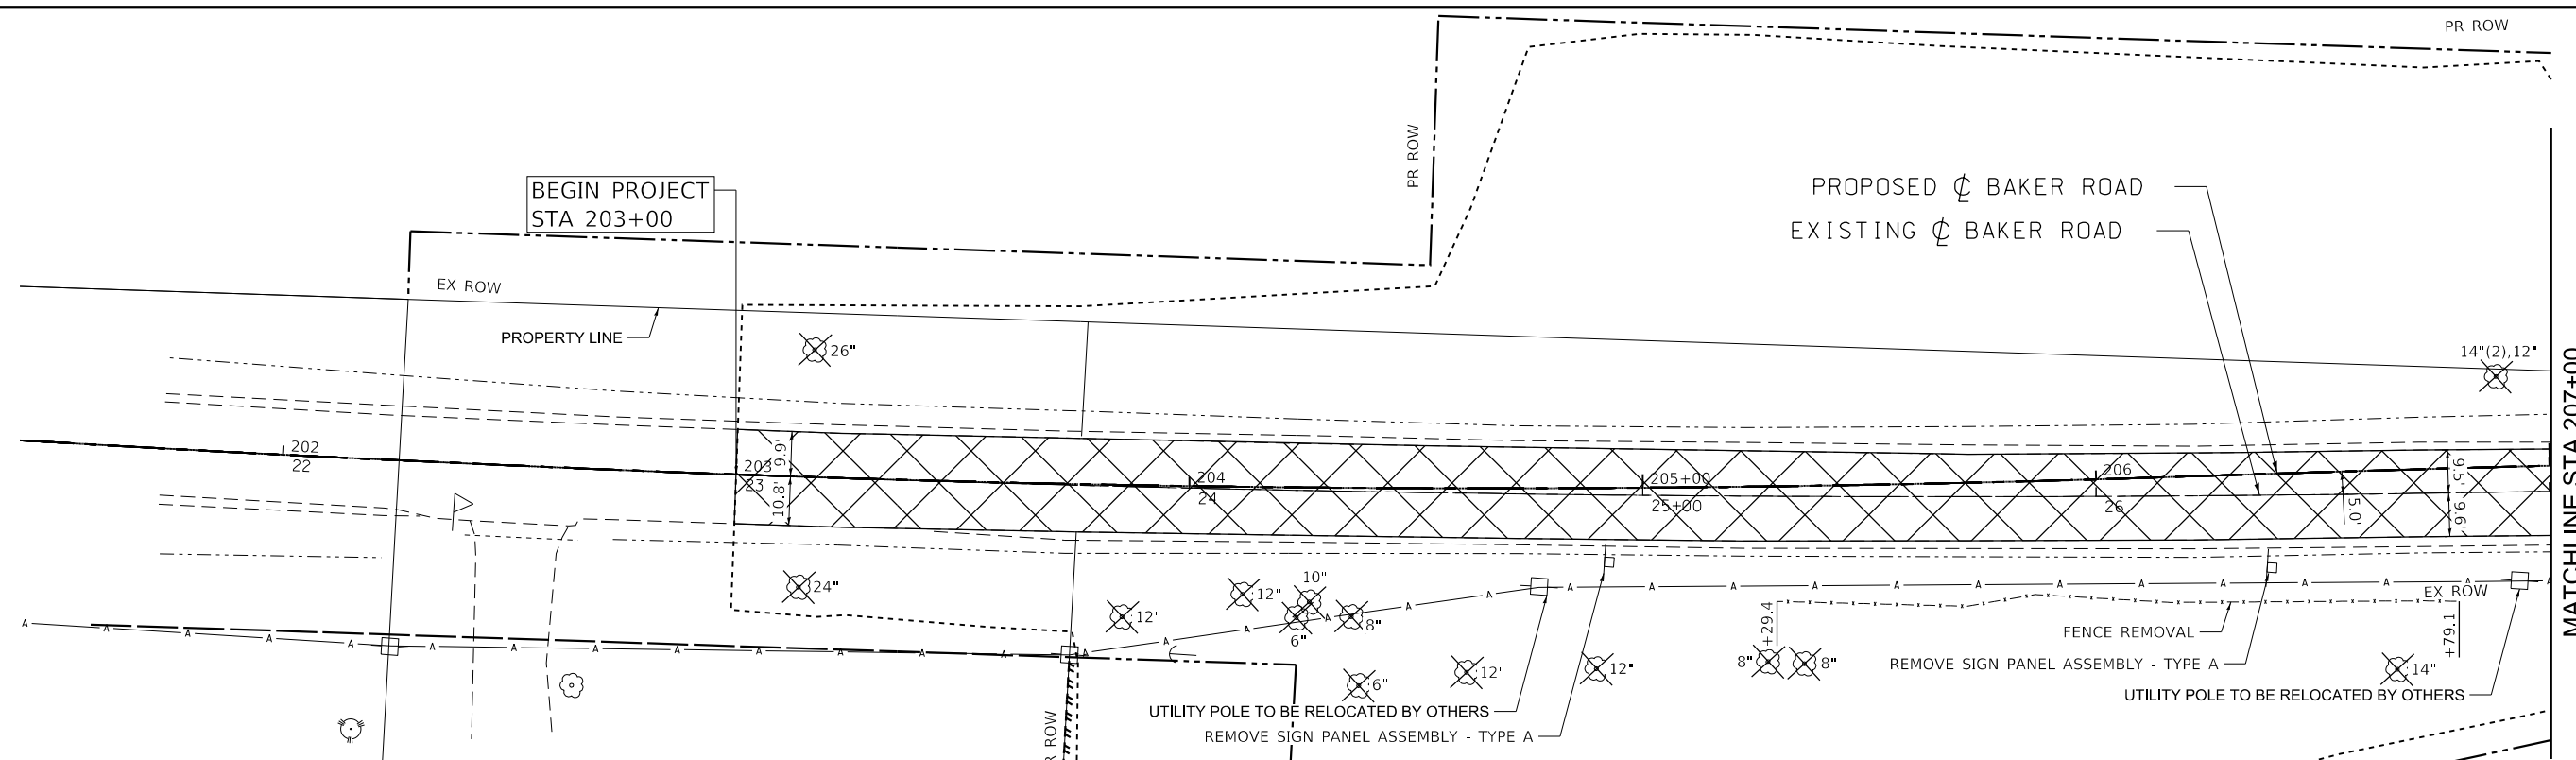 PR ROW
PR ROW
BEGIN PROJECT
STA 203+00
PROPOSED ℄ BAKER ROAD
EXISTING ℄ BAKER ROAD
EX ROW
PROPERTY LINE
26"
14"(2),12"
MATCHLINE STA 207+00
202
22
203
23
9.9'
10.8'
204
24
205+00
25+00
206
26
5.0'
9.5'
9.6'
24"
12"
12"
10"
6"
8"
6"
12"
12"
+29.4
8"
8"
EX ROW
FENCE REMOVAL
+79.1
REMOVE SIGN PANEL ASSEMBLY - TYPE A
14"
UTILITY POLE TO BE RELOCATED BY OTHERS
UTILITY POLE TO BE RELOCATED BY OTHERS
REMOVE SIGN PANEL ASSEMBLY - TYPE A
R ROW
A A A A A A A A A A A A A A A A A A A A A A A A A A A A A A